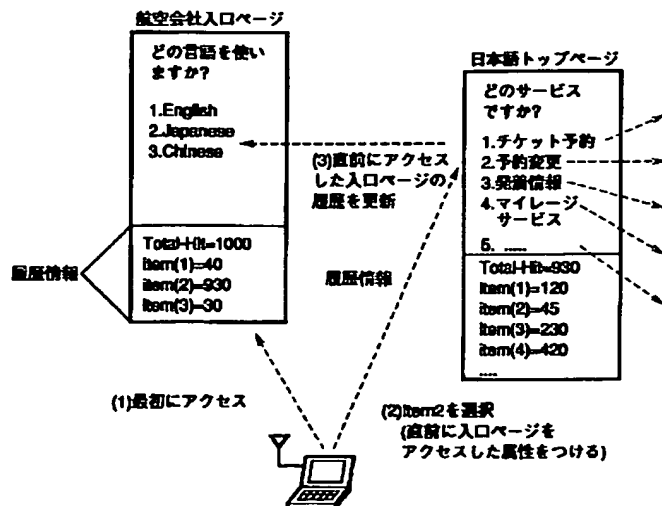 航空会社入口ページ
どの言語を使い
ますか?
1.English
2.Japanese
3.Chinese
Total-Hit=1000
Item(1)=40
Item(2)=930
Item(3)=30
履歴情報
(1)最初にアクセス
(3)直前にアクセス
した入口ページの
履歴を更新
履歴情報
(2)Item2を選択
(直前に入口ページを
アクセスした属性をつける)
日本語トップページ
どのサービス
ですか?
1.チケット予約
2.予約変更
3.発着情報
4.マイレージ
サービス
5. .....
Total-Hit=930
Item(1)=120
Item(2)=45
Item(3)=230
Item(4)=420
....